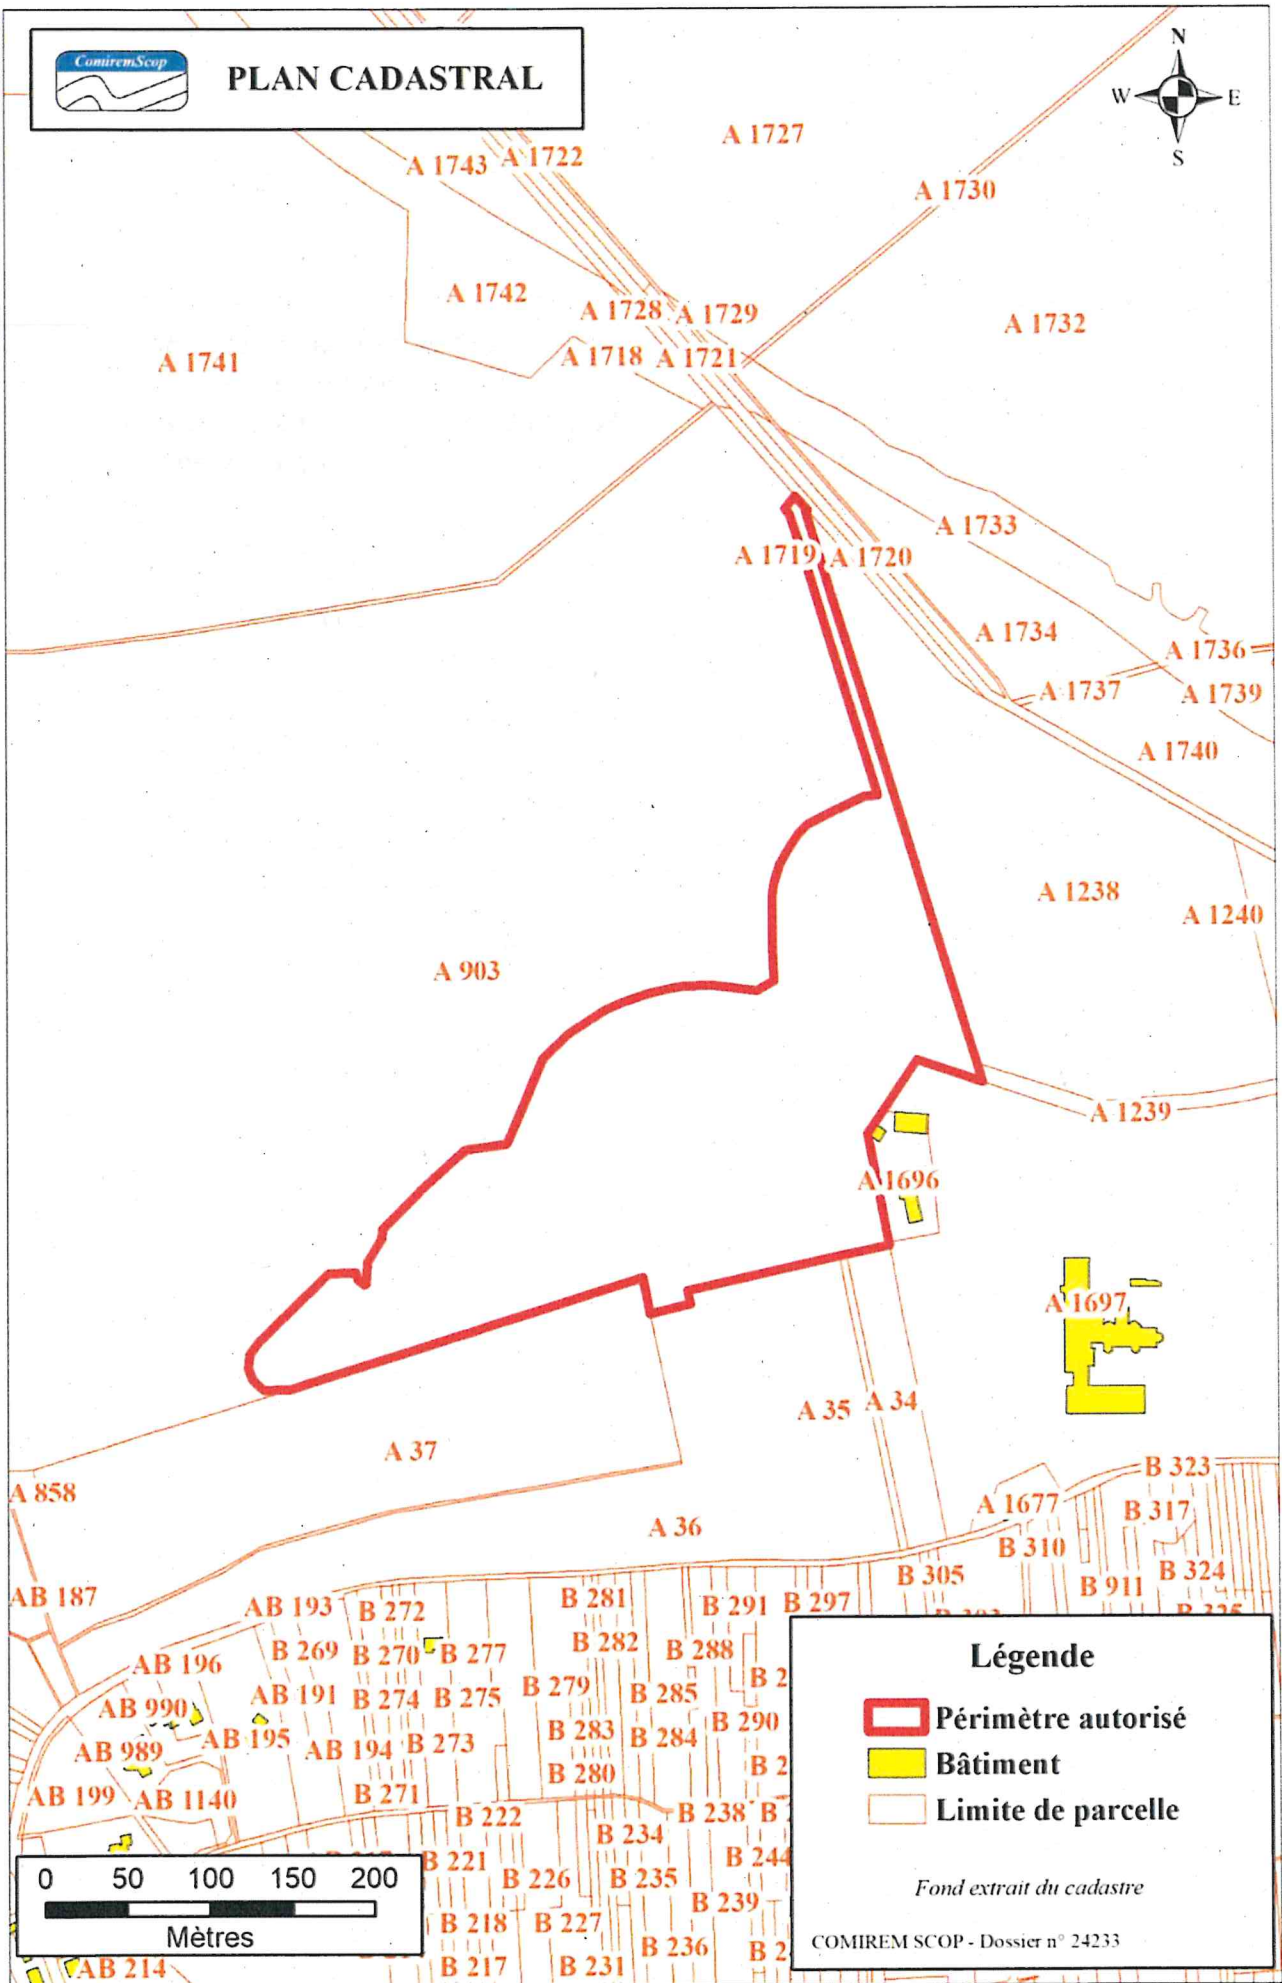 ComiremScop
PLAN CADASTRAL
N
W E
S
A 1727
A 1743 A 1722
A 1730
A 1742
A 1728 A 1729
A 1732
A 1741
A 1718 A 1721
A 1733
A 1719 A 1720
A 1734
A 1736
A 1737
A 1739
A 1740
A 1238
A 1240
A 903
A 1239
A 1696
A 1697
A 35 A 34
A 37
A 858
B 323
A 1677
B 317
A 36
B 310
B 324
B 305
B 911
AB 187
AB 193
B 272
B 281
B 291
B 297
B 269
B 270
B 277
B 282
B 288
AB 196
AB 990
AB 191
B 274
B 275
B 279
B 285
AB 989
AB 195
AB 194
B 273
B 283
B 284
B 290
B 280
B 271
AB 199
AB 1140
B 222
B 238
B 234
B 221
B 226
B 235
B 244
B 239
B 218
B 227
B 236
B 217
B 231
AB 214
0 50 100 150 200
Mètres
Légende
Périmètre autorisé
Bâtiment
Limite de parcelle
Fond extrait du cadastre
COMIREM SCOP - Dossier n° 24233